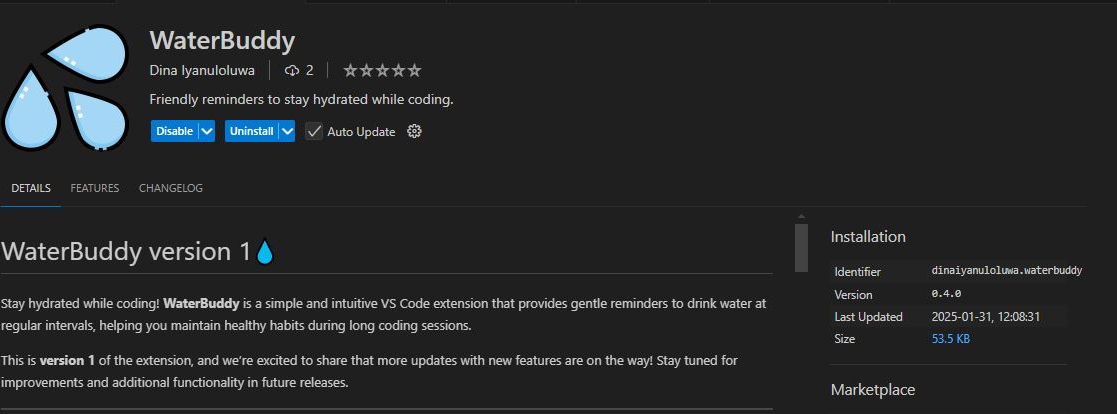 WaterBuddy
Dina Iyanuloluwa 2
Friendly reminders to stay hydrated while coding.
Disable Uninstall Auto Update
DETAILS FEATURES CHANGELOG
WaterBuddy version 1
Stay hydrated while coding! WaterBuddy is a simple and intuitive VS Code extension that provides gentle reminders to drink water at
regular intervals, helping you maintain healthy habits during long coding sessions.
This is version 1 of the extension, and we're excited to share that more updates with new features are on the way! Stay tuned for
improvements and additional functionality in future releases.
Installation
Identifier dinaiyanuloluwa.waterbuddy
Version 0.4.0
Last Updated 2025-01-31, 12:08:31
Size 53.5 KB
Marketplace